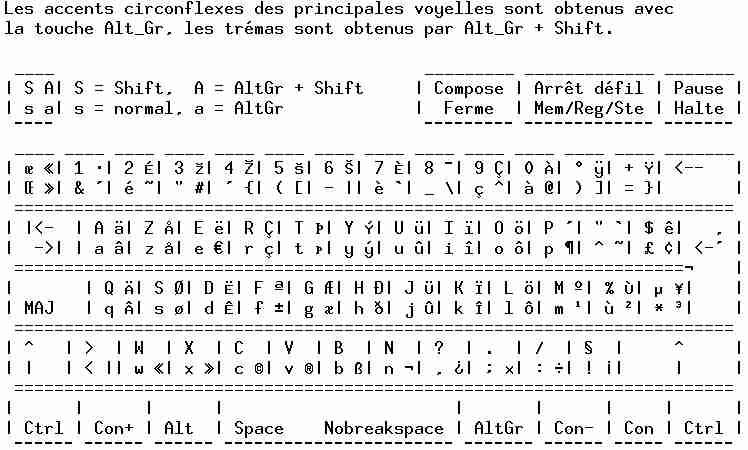 Les accents circonflexes des principales voyelles sont obtenus avec
la touche Alt_Gr, les trémas sont obtenus par Alt_Gr + Shift.
| S A| S = Shift, A = AltGr + Shift | Compose | Arrêt défil | Pause |
| s a| s = normal, a = AltGr | Ferme | Mem/Reg/Ste | Halte |
| æ «| 1 ·| 2 É| 3 ž| 4 Ž| 5 š| 6 Š| 7 È| 8 ¯| 9 Ç| 0 À| ° ÿ| + Ÿ| <-- |
| Œ »| & ´| é ~| " #| ´ {| ( [| - || è `| _ \| ç ^| à @| ) ]| = }| |
| |<- | A ä| Z Å| E ë| R Ç| T Þ| Y Ý| U ü| I ï| O ö| P ´| " `| $ ê| , |
| ->| | a â| z å| e €| r ç| t þ| y ý| u û| i î| o ô| p ¶| ^ ~| £ ¢| <-´ |
¬
| | Q Ä| S Ø| D Ë| F ª| G Æ| H Ð| J Ü| K Ï| L ö| M º| % ù| µ ¥| |
| MAJ | q Â| s ø| d Ê| f ±| g æ| h ð| j û| k Î| l ô| m ¹| ù ²| * ³| |
| ^ | > | W | X | C | V | B | N | ? | . | / | § | ^ |
| | | < || w «| x »| c ©| v ®| b ß| n ¬| , ¿| ; ×| : ÷| ! ¡| | |
| | | | | | | | |
| Ctrl | Con+ | Alt | Space Nobreakspace | AltGr | Con- | Con | Ctrl |